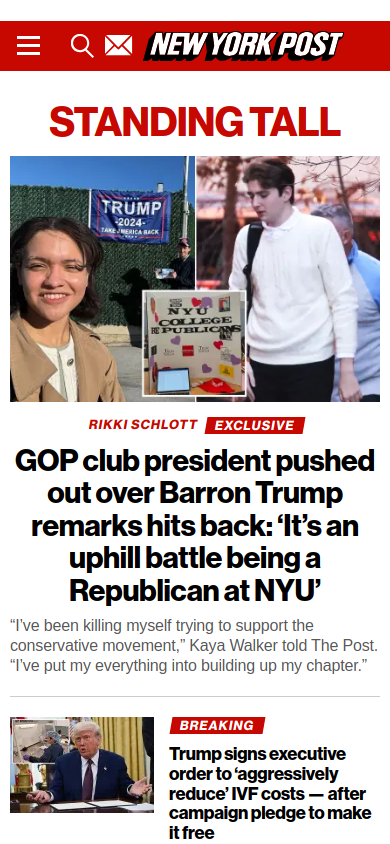 NEW YORK POST
STANDING TALL
TRUMP
-2024-
TAKE AMERICA BACK
NYU
COLLEGE
REPUBLICANS
RIKKI SCHLOTT EXCLUSIVE
GOP club president pushed
out over Barron Trump
remarks hits back: ‘It’s an
uphill battle being a
Republican at NYU’
“I’ve been killing myself trying to support the
conservative movement,” Kaya Walker told The Post.
“I’ve put my everything into building up my chapter.”
BREAKING
Trump signs executive
order to ‘aggressively
reduce’ IVF costs — after
campaign pledge to make
it free